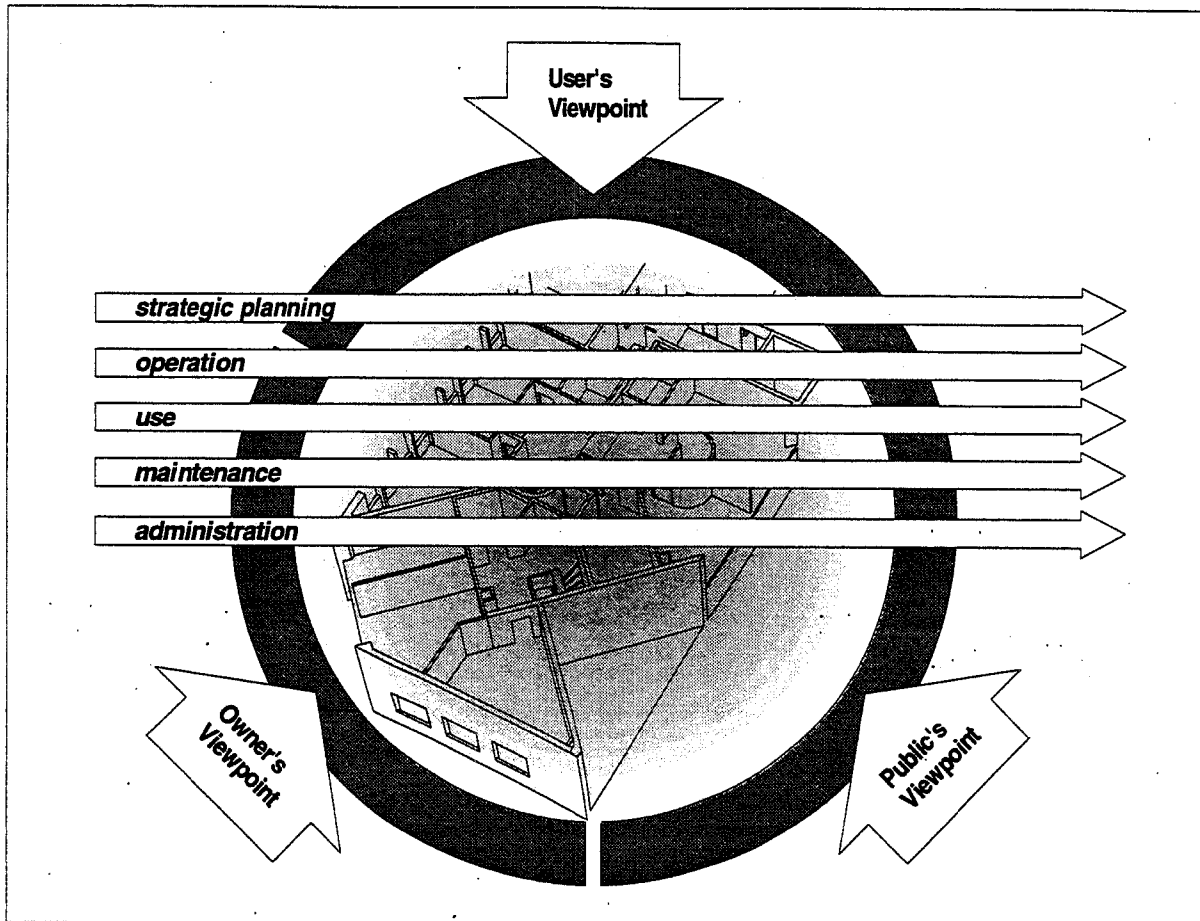 User's
Viewpoint
strategic planning
operation
use
maintenance
administration
Owner's
Viewpoint
Public's
Viewpoint